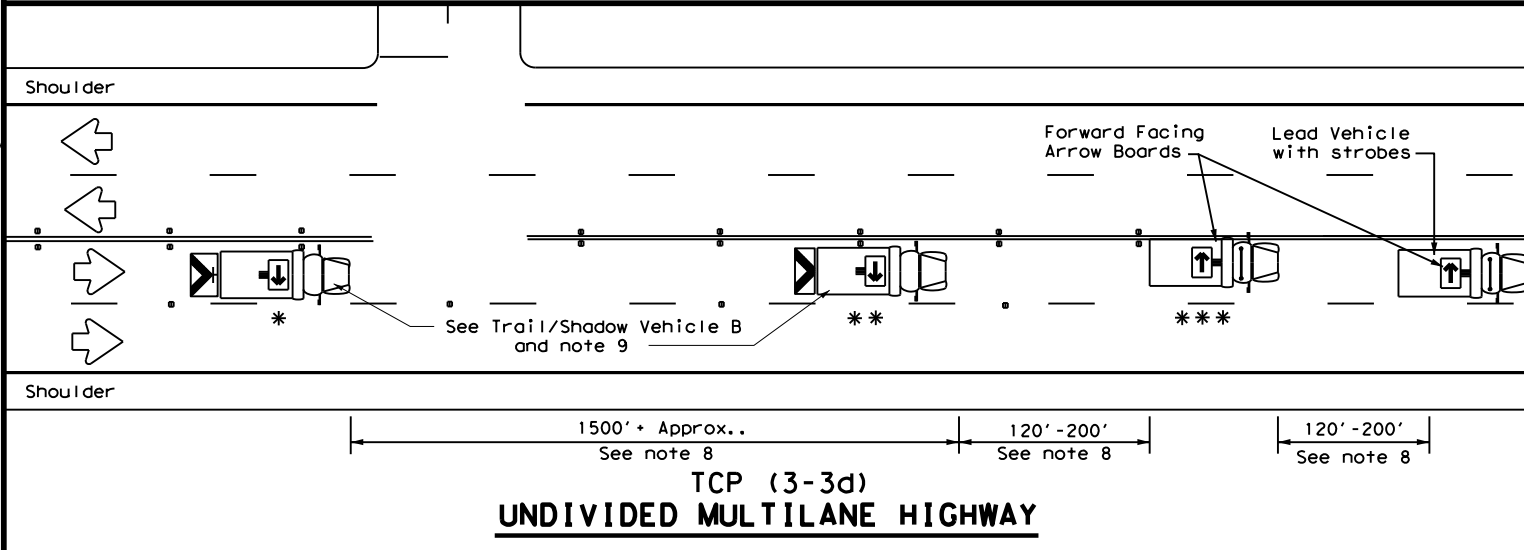 Shoulder
Forward Facing
Arrow Boards
Lead Vehicle
with strobes
*
**
***
See Trail/Shadow Vehicle B
and note 9
Shoulder
1500'+ Approx..
See note 8
120'-200'
See note 8
120'-200'
See note 8
TCP (3-3d)
UNDIVIDED MULTILANE HIGHWAY